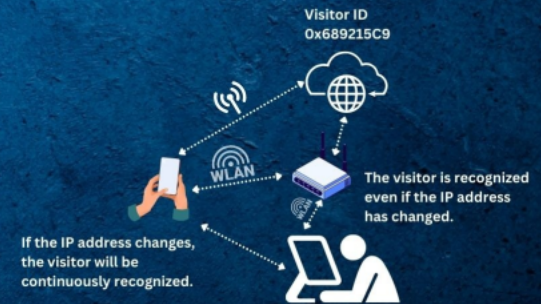 Visitor ID
0x689215C9
WLAN
The visitor is recognized
even if the IP address
has changed.
WLAN
If the IP address changes,
the visitor will be
continuously recognized.